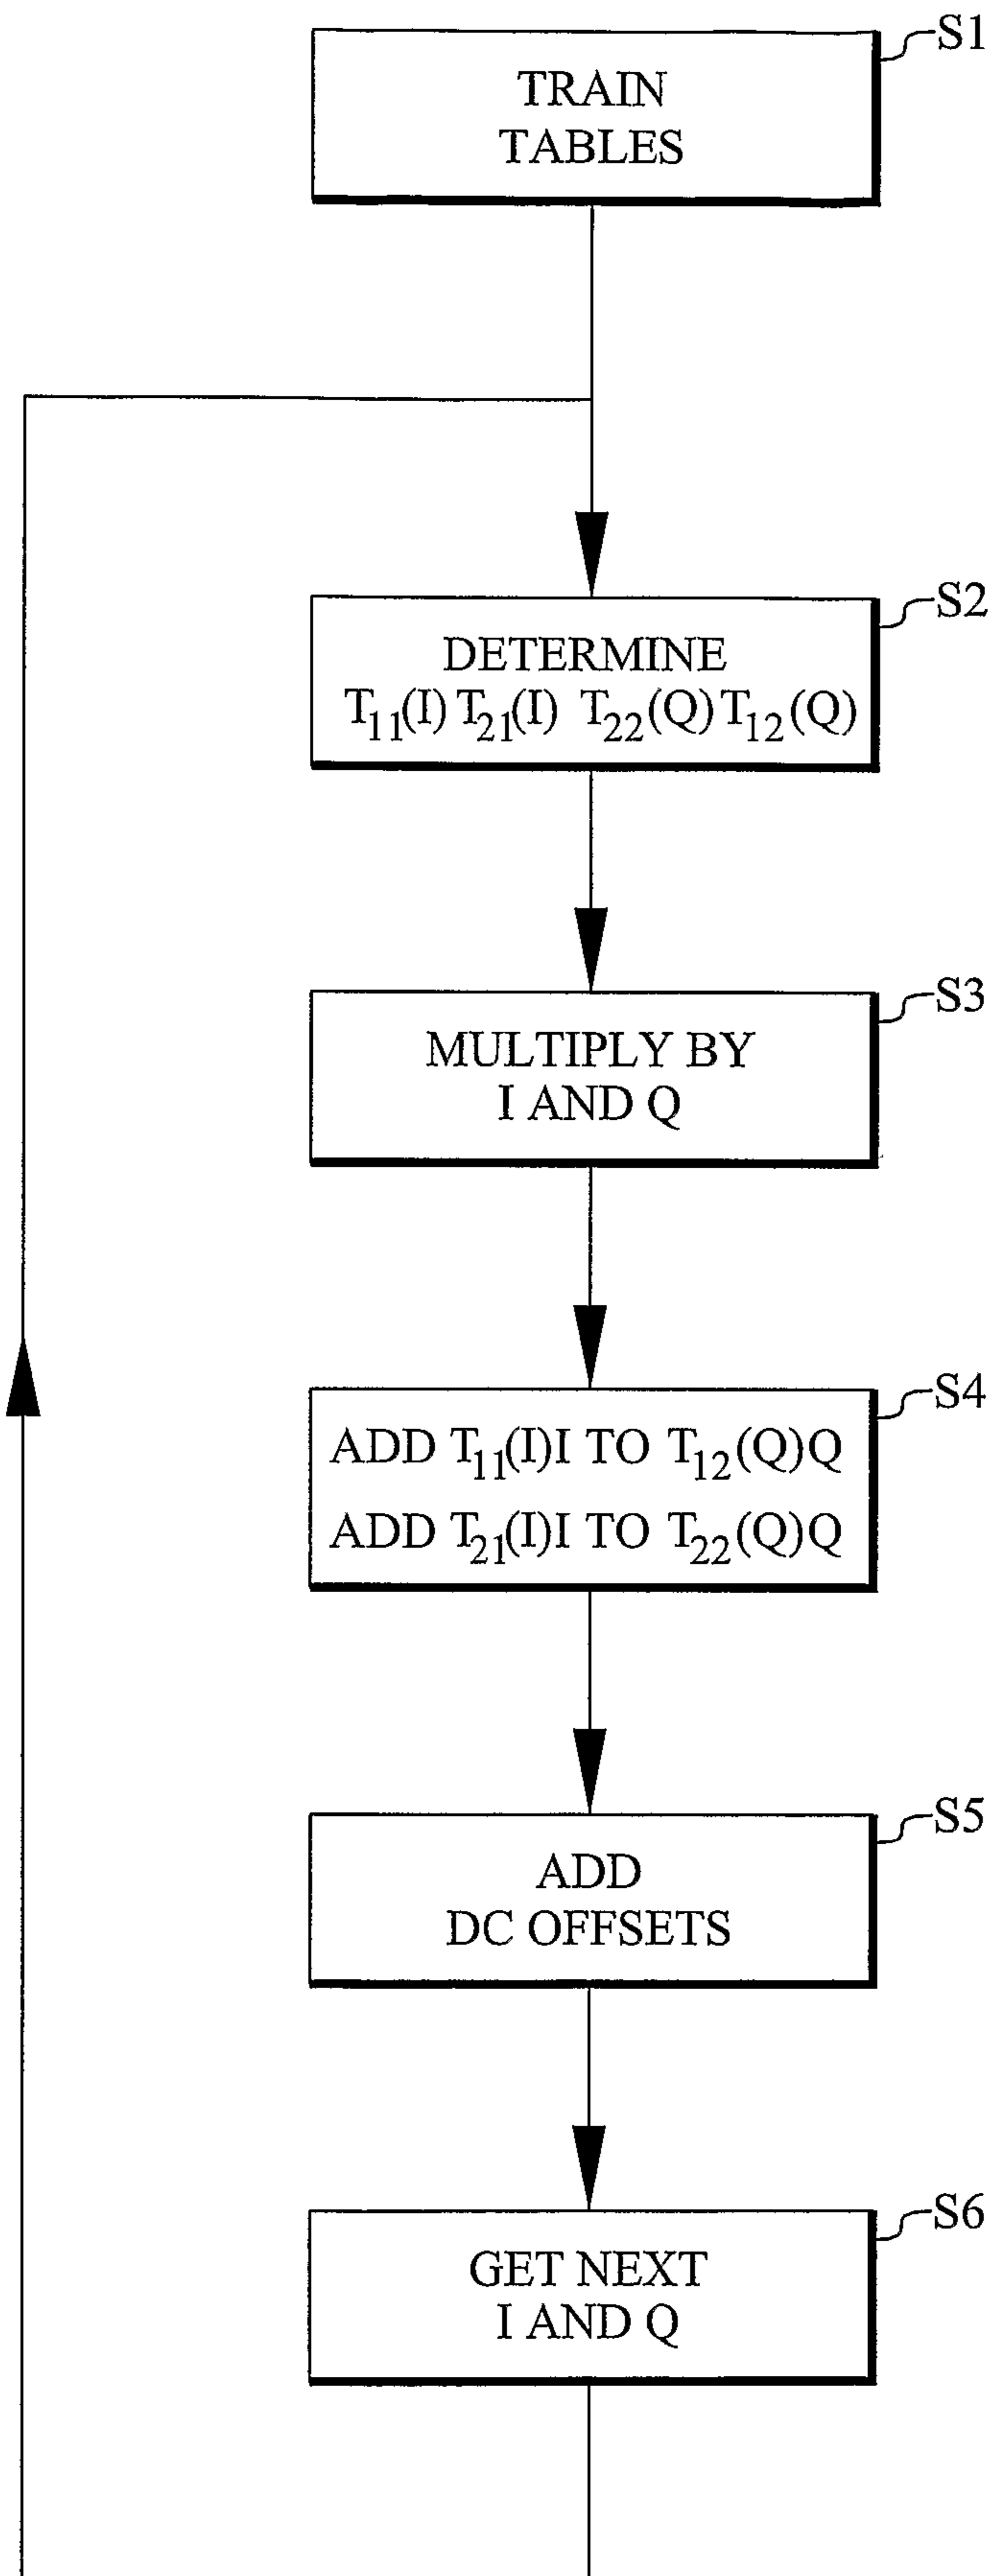 S1
TRAIN
TABLES
S2
DETERMINE
T11(I) T21(I) T22(Q) T12(Q)
S3
MULTIPLY BY
I AND Q
S4
ADD T11(I)I TO T12(Q)Q
ADD T21(I)I TO T22(Q)Q
S5
ADD
DC OFFSETS
S6
GET NEXT
I AND Q